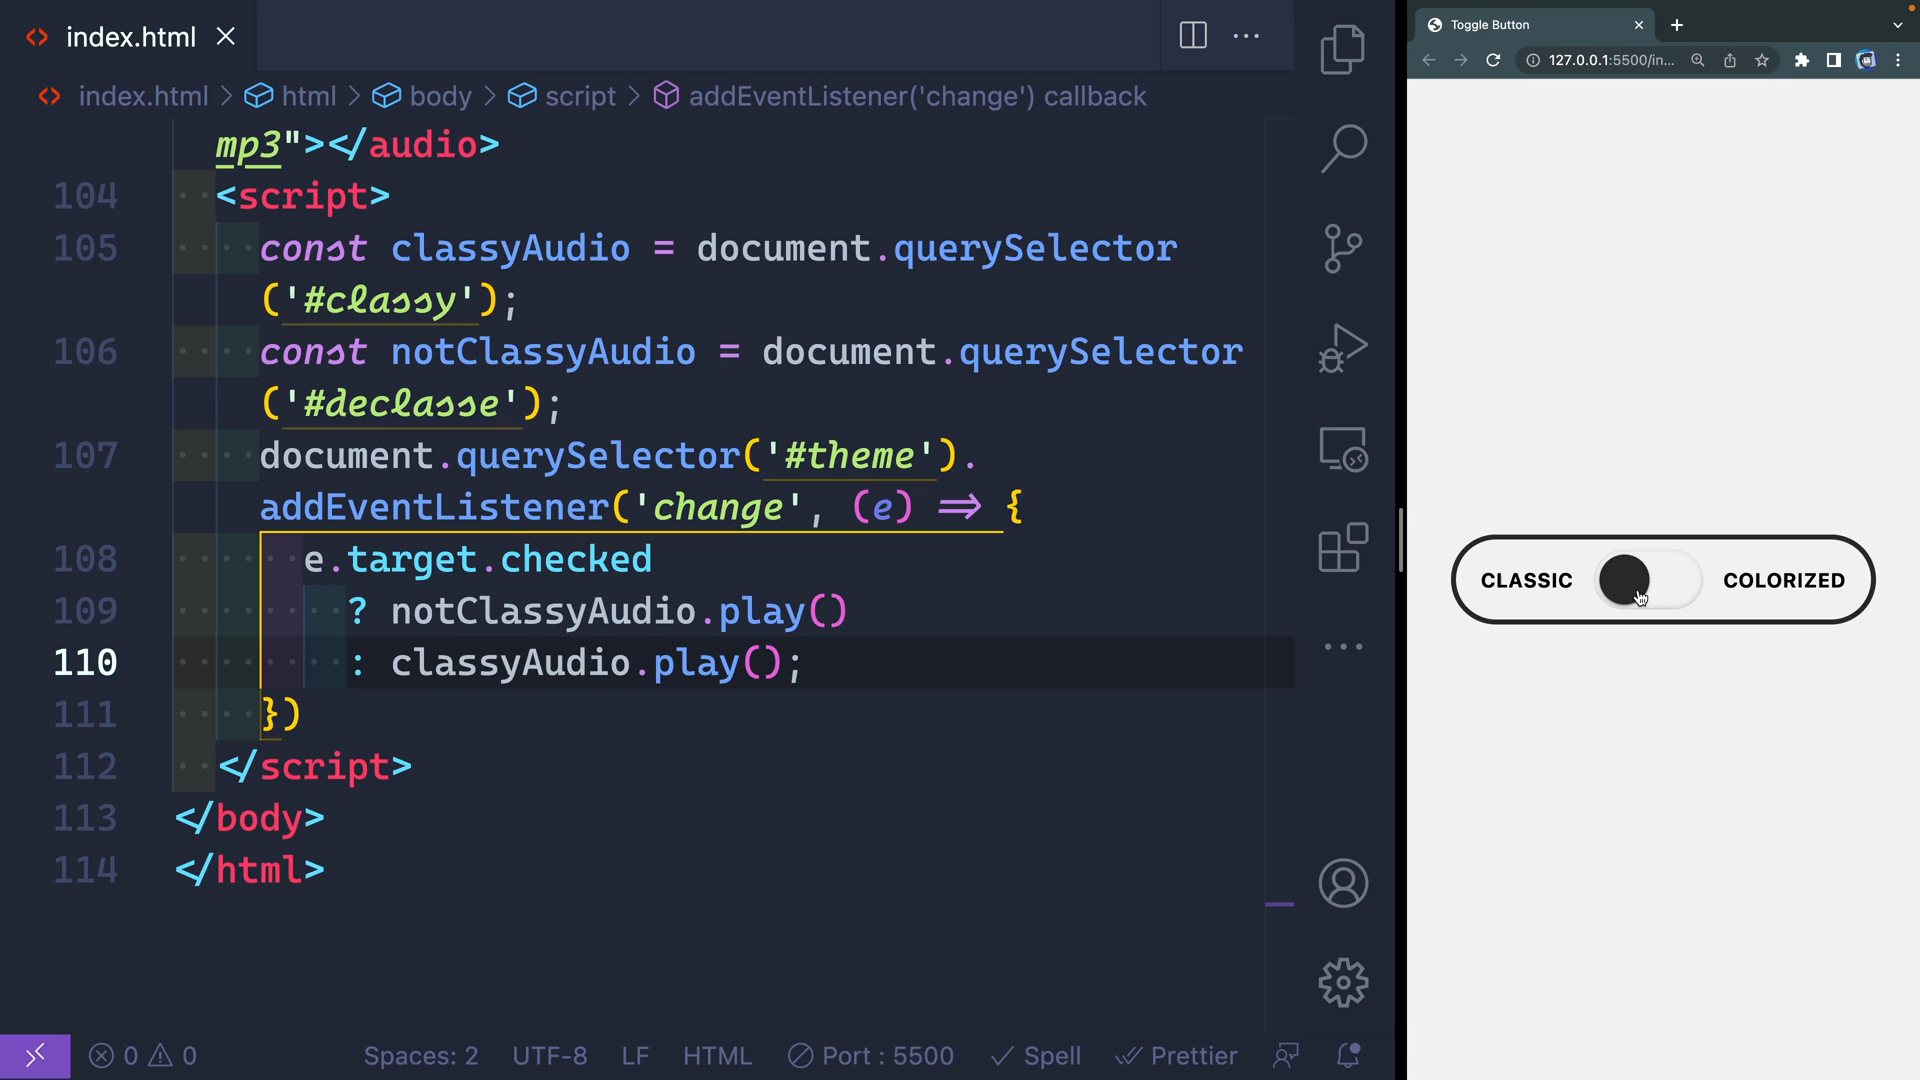 index.html
index.html > html > body > script > addEventListener('change') callback
mp3"></audio>
104 <script>
105 const classyAudio = document.querySelector
('#classy');
106 const notClassyAudio = document.querySelector
('#declasse');
107 document.querySelector('#theme').
addEventListener('change', (e) => {
108 e.target.checked
109 ? notClassyAudio.play()
110 : classyAudio.play();
111 })
112 </script>
113 </body>
114 </html>
0 0 Spaces: 2 UTF-8 LF HTML Port : 5500 Spell Prettier
Toggle Button
127.0.0.1:5500/in...
CLASSIC COLORIZED